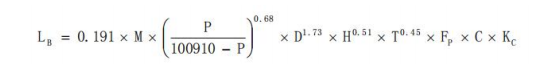 L_B = 0.191 × M × (P / (100910 − P))^0.68 × D^1.73 × H^0.51 × T^0.45 × F_P × C × K_C